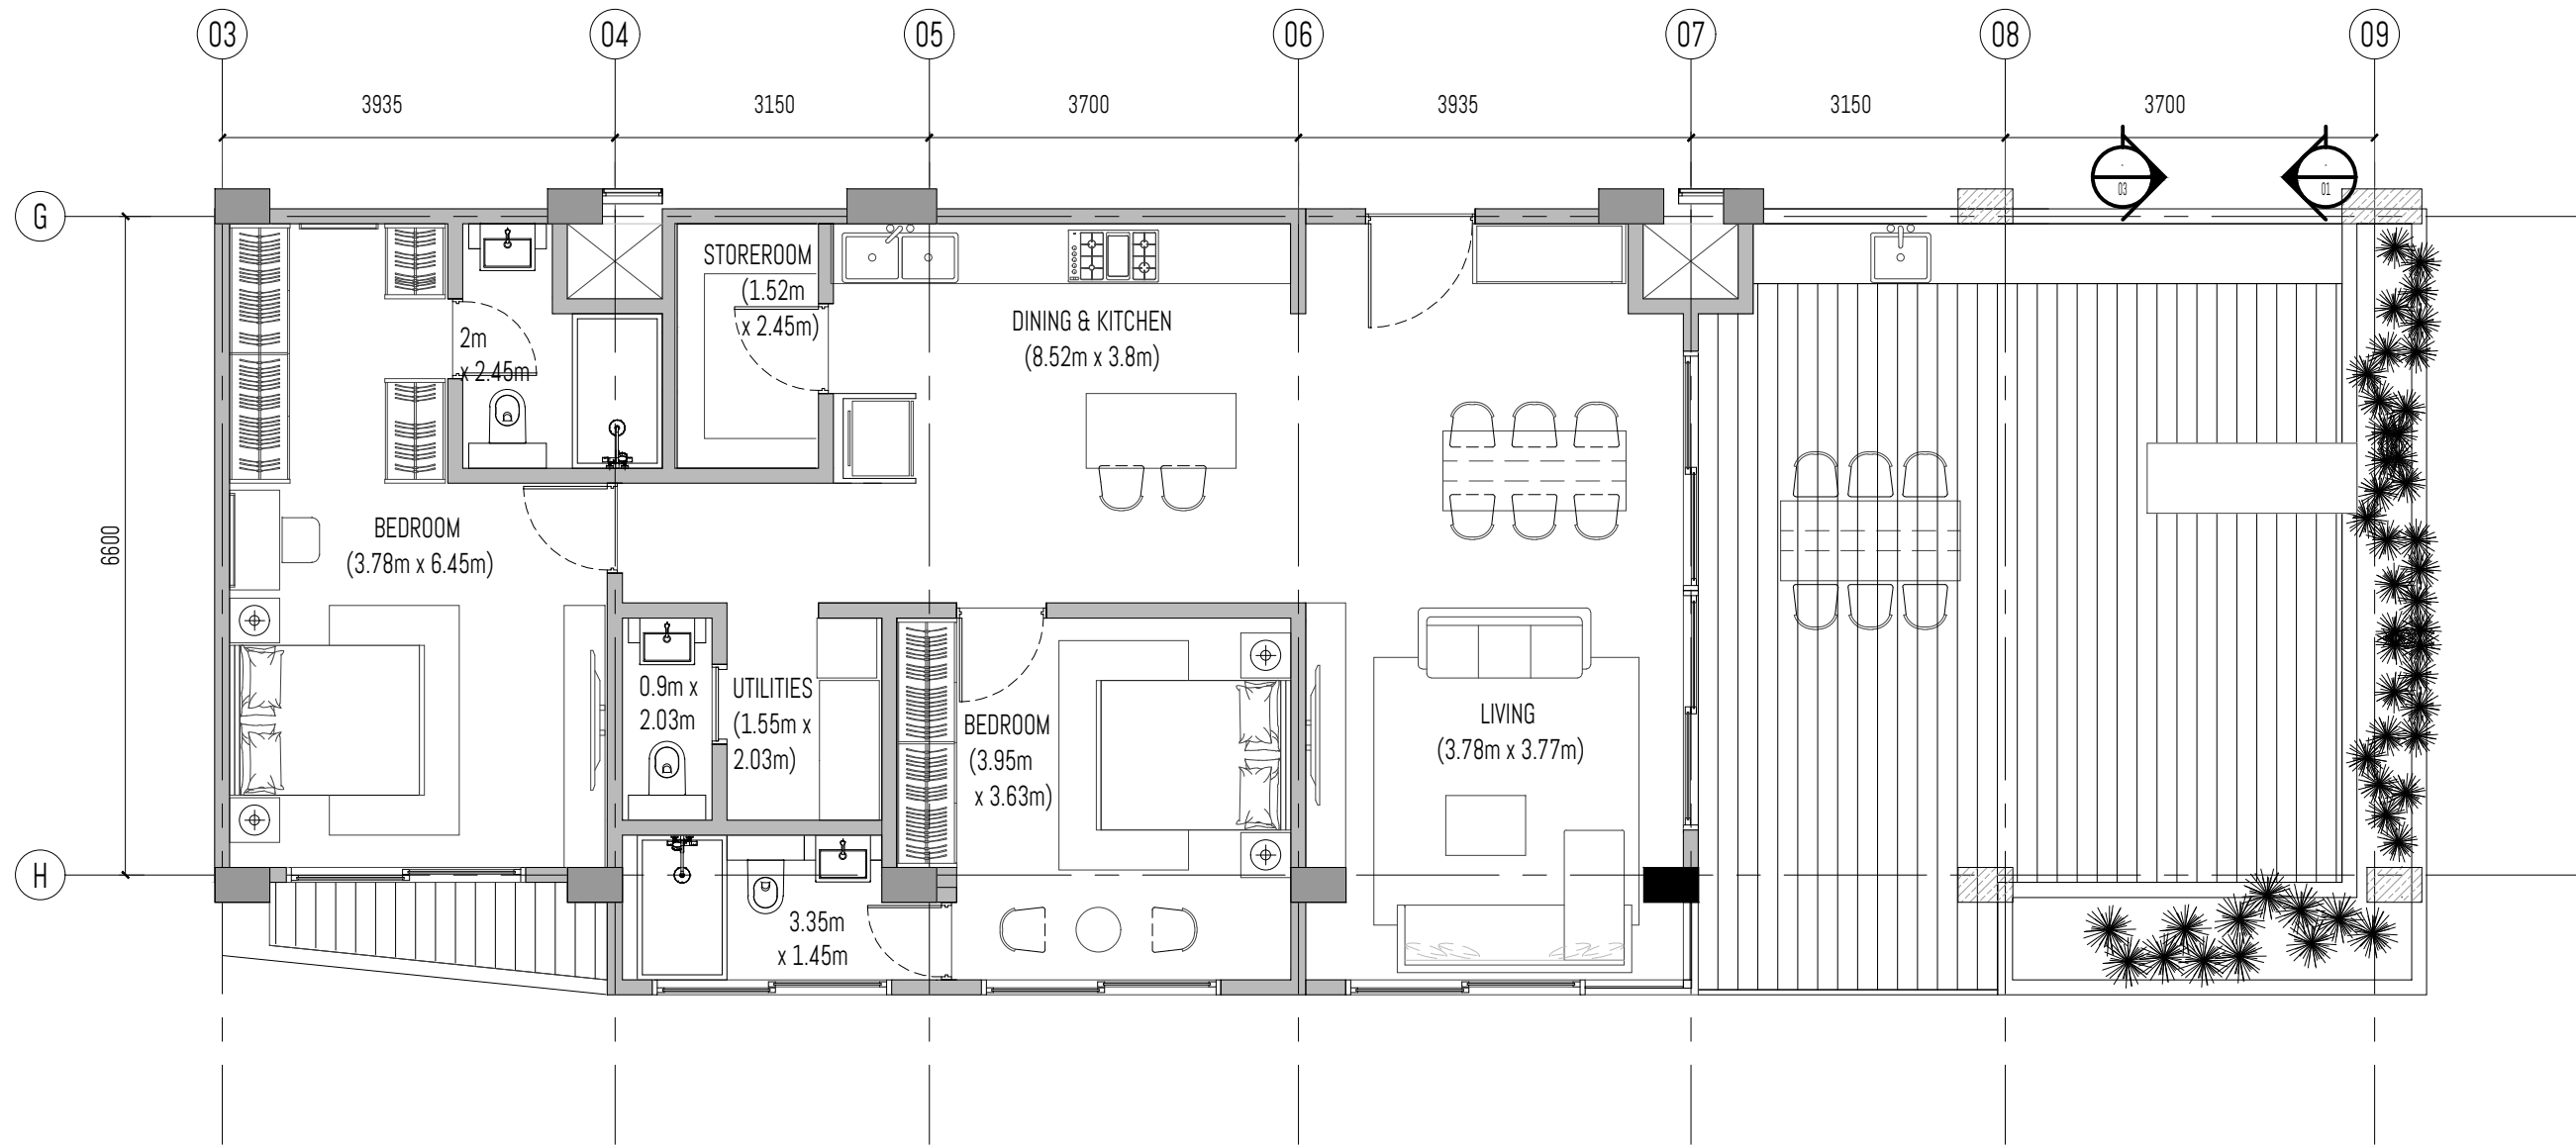 03
04
05
06
07
08
09
3935
3150
3700
3935
3150
3700
G
03
01
STOREROOM
(1.52m
x 2.45m)
2m
x 2.45m
DINING & KITCHEN
(8.52m x 3.8m)
BEDROOM
(3.78m x 6.45m)
6600
0.9m x
2.03m
UTILITIES
(1.55m x
2.03m)
BEDROOM
(3.95m
x 3.63m)
LIVING
(3.78m x 3.77m)
H
3.35m
x 1.45m